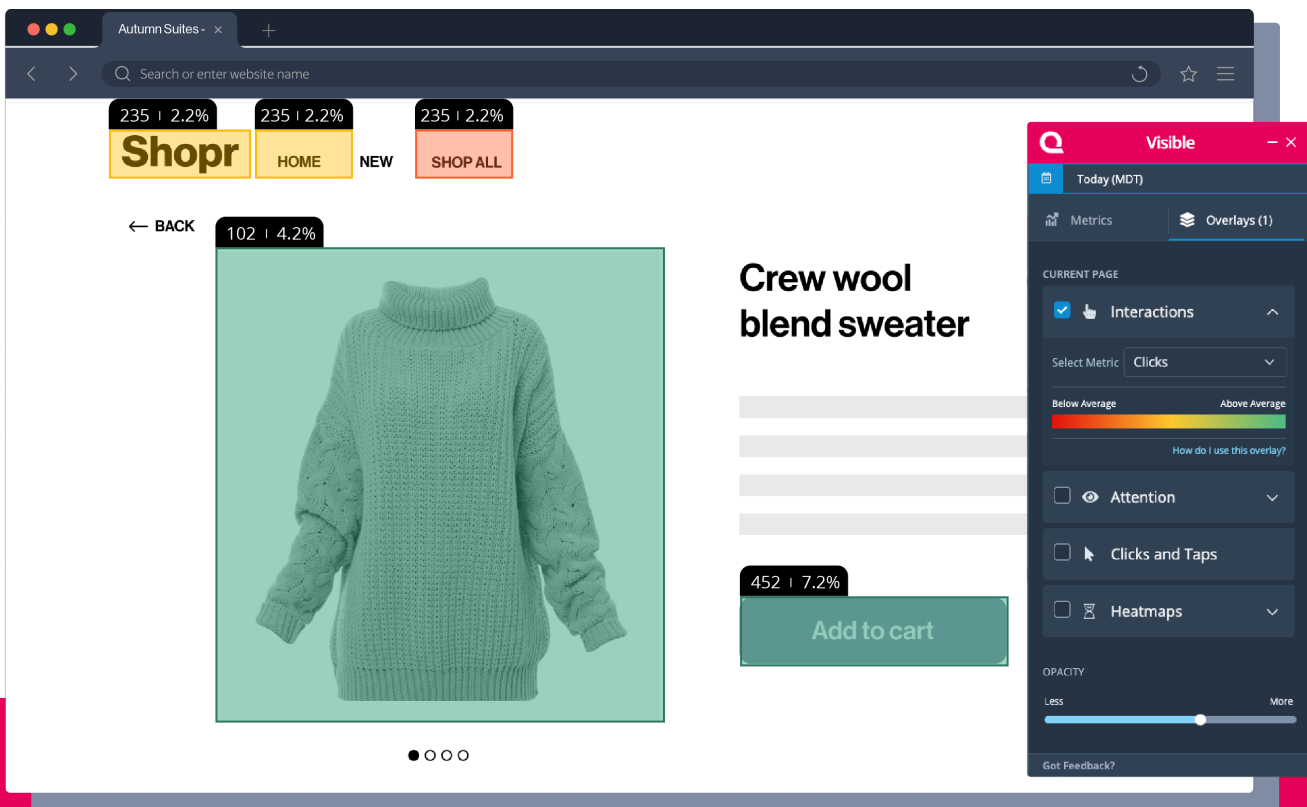 Autumn Suites -
Search or enter website name
235 | 2.2%
235 | 2.2%
235 | 2.2%
Shopr
HOME
NEW
SHOP ALL
← BACK
102 | 4.2%
Crew wool
blend sweater
452 | 7.2%
Add to cart
Visible
Today (MDT)
Metrics
Overlays (1)
CURRENT PAGE
Interactions
Select Metric
Clicks
Below Average
Above Average
How do I use this overlay?
Attention
Clicks and Taps
Heatmaps
OPACITY
Less
More
Got Feedback?